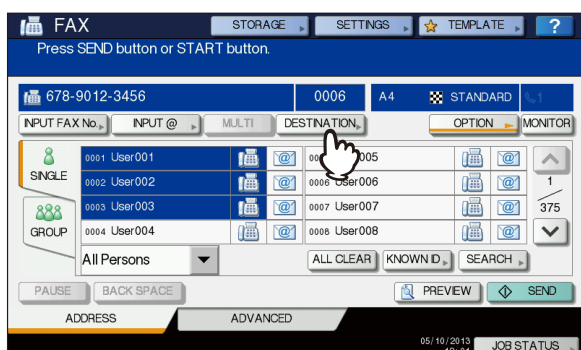 FAX STORAGE SETTINGS TEMPLATE ?
Press SEND button or START button.
678-9012-3456 0006 A4 STANDARD 1
INPUT FAX No. INPUT @ MULTI DESTINATION OPTION MONITOR
SINGLE
0001 User001
0002 User002 0006 User006
0003 User003 0007 User007
0004 User004 0008 User008
1
375
GROUP
All Persons ALL CLEAR KNOWN ID SEARCH
PAUSE BACK SPACE PREVIEW SEND
ADDRESS ADVANCED
05/10/2013 JOB STATUS